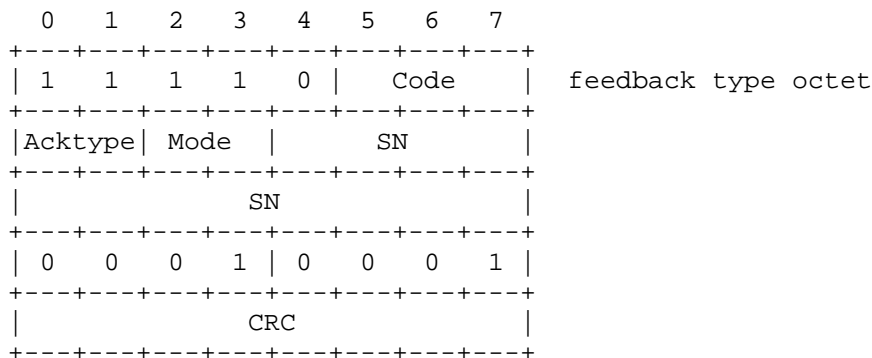 0 1 2 3 4 5 6 7
+---+---+---+---+---+---+---+---+
| 1 1 1 1 0 | Code | feedback type octet
+---+---+---+---+---+---+---+---+
|Acktype| Mode | SN |
+---+---+---+---+---+---+---+---+
| SN |
+---+---+---+---+---+---+---+---+
| 0 0 0 1 | 0 0 0 1 |
+---+---+---+---+---+---+---+---+
| CRC |
+---+---+---+---+---+---+---+---+